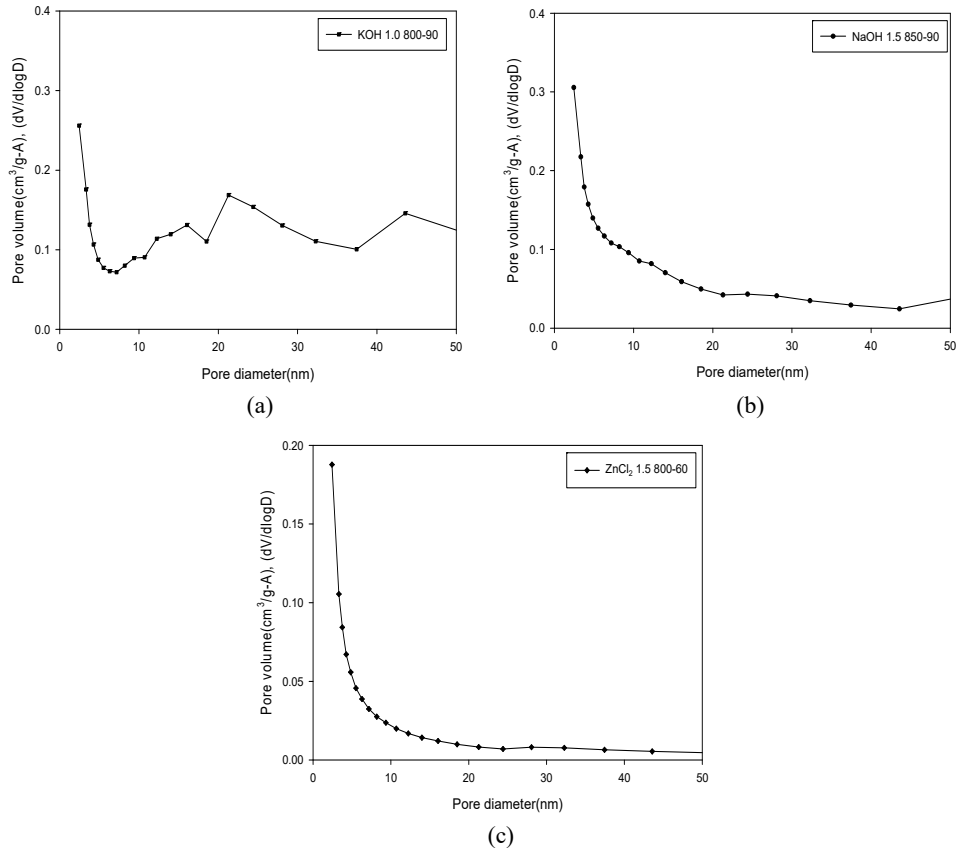 0.4
0.3
0.2
0.1
0.0
Pore volume(cm³/g-A), (dV/dlogD)
KOH 1.0 800-90
0 10 20 30 40 50
Pore diameter(nm)
(a)
0.4
0.3
0.2
0.1
0.0
Pore volume(cm³/g-A), (dV/dlogD)
NaOH 1.5 850-90
0 10 20 30 40 50
Pore diameter(nm)
(b)
0.20
0.15
0.10
0.05
0.00
Pore volume(cm³/g-A), (dV/dlogD)
ZnCl₂ 1.5 800-60
0 10 20 30 40 50
Pore diameter(nm)
(c)